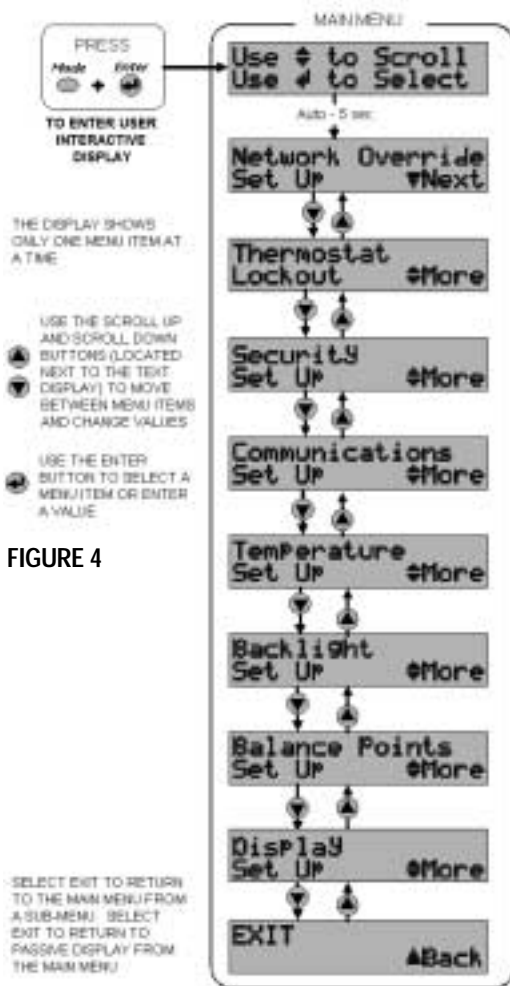 MAIN MENU
PRESS
Mode + Enter
TO ENTER USER
INTERACTIVE
DISPLAY
Use ♦ to Scroll
Use ↲ to Select
Auto - 5 sec
Network Override
Set Up ▼Next
THE DISPLAY SHOWS
ONLY ONE MENU ITEM AT
A TIME
Thermostat
Lockout ♦More
USE THE SCROLL UP
AND SCROLL DOWN
BUTTONS (LOCATED
NEXT TO THE TEXT
DISPLAY) TO MOVE
BETWEEN MENU ITEMS
AND CHANGE VALUES
Security
Set Up ♦More
USE THE ENTER
BUTTON TO SELECT A
MENU ITEM OR ENTER
A VALUE
Communications
Set Up ♦More
FIGURE 4
Temperature
Set Up ♦More
Backlight
Set Up ♦More
Balance Points
Set Up ♦More
Display
Set Up ♦More
SELECT EXIT TO RETURN
TO THE MAIN MENU FROM
A SUB-MENU. SELECT
EXIT TO RETURN TO
PASSIVE DISPLAY FROM
THE MAIN MENU
EXIT
▲Back